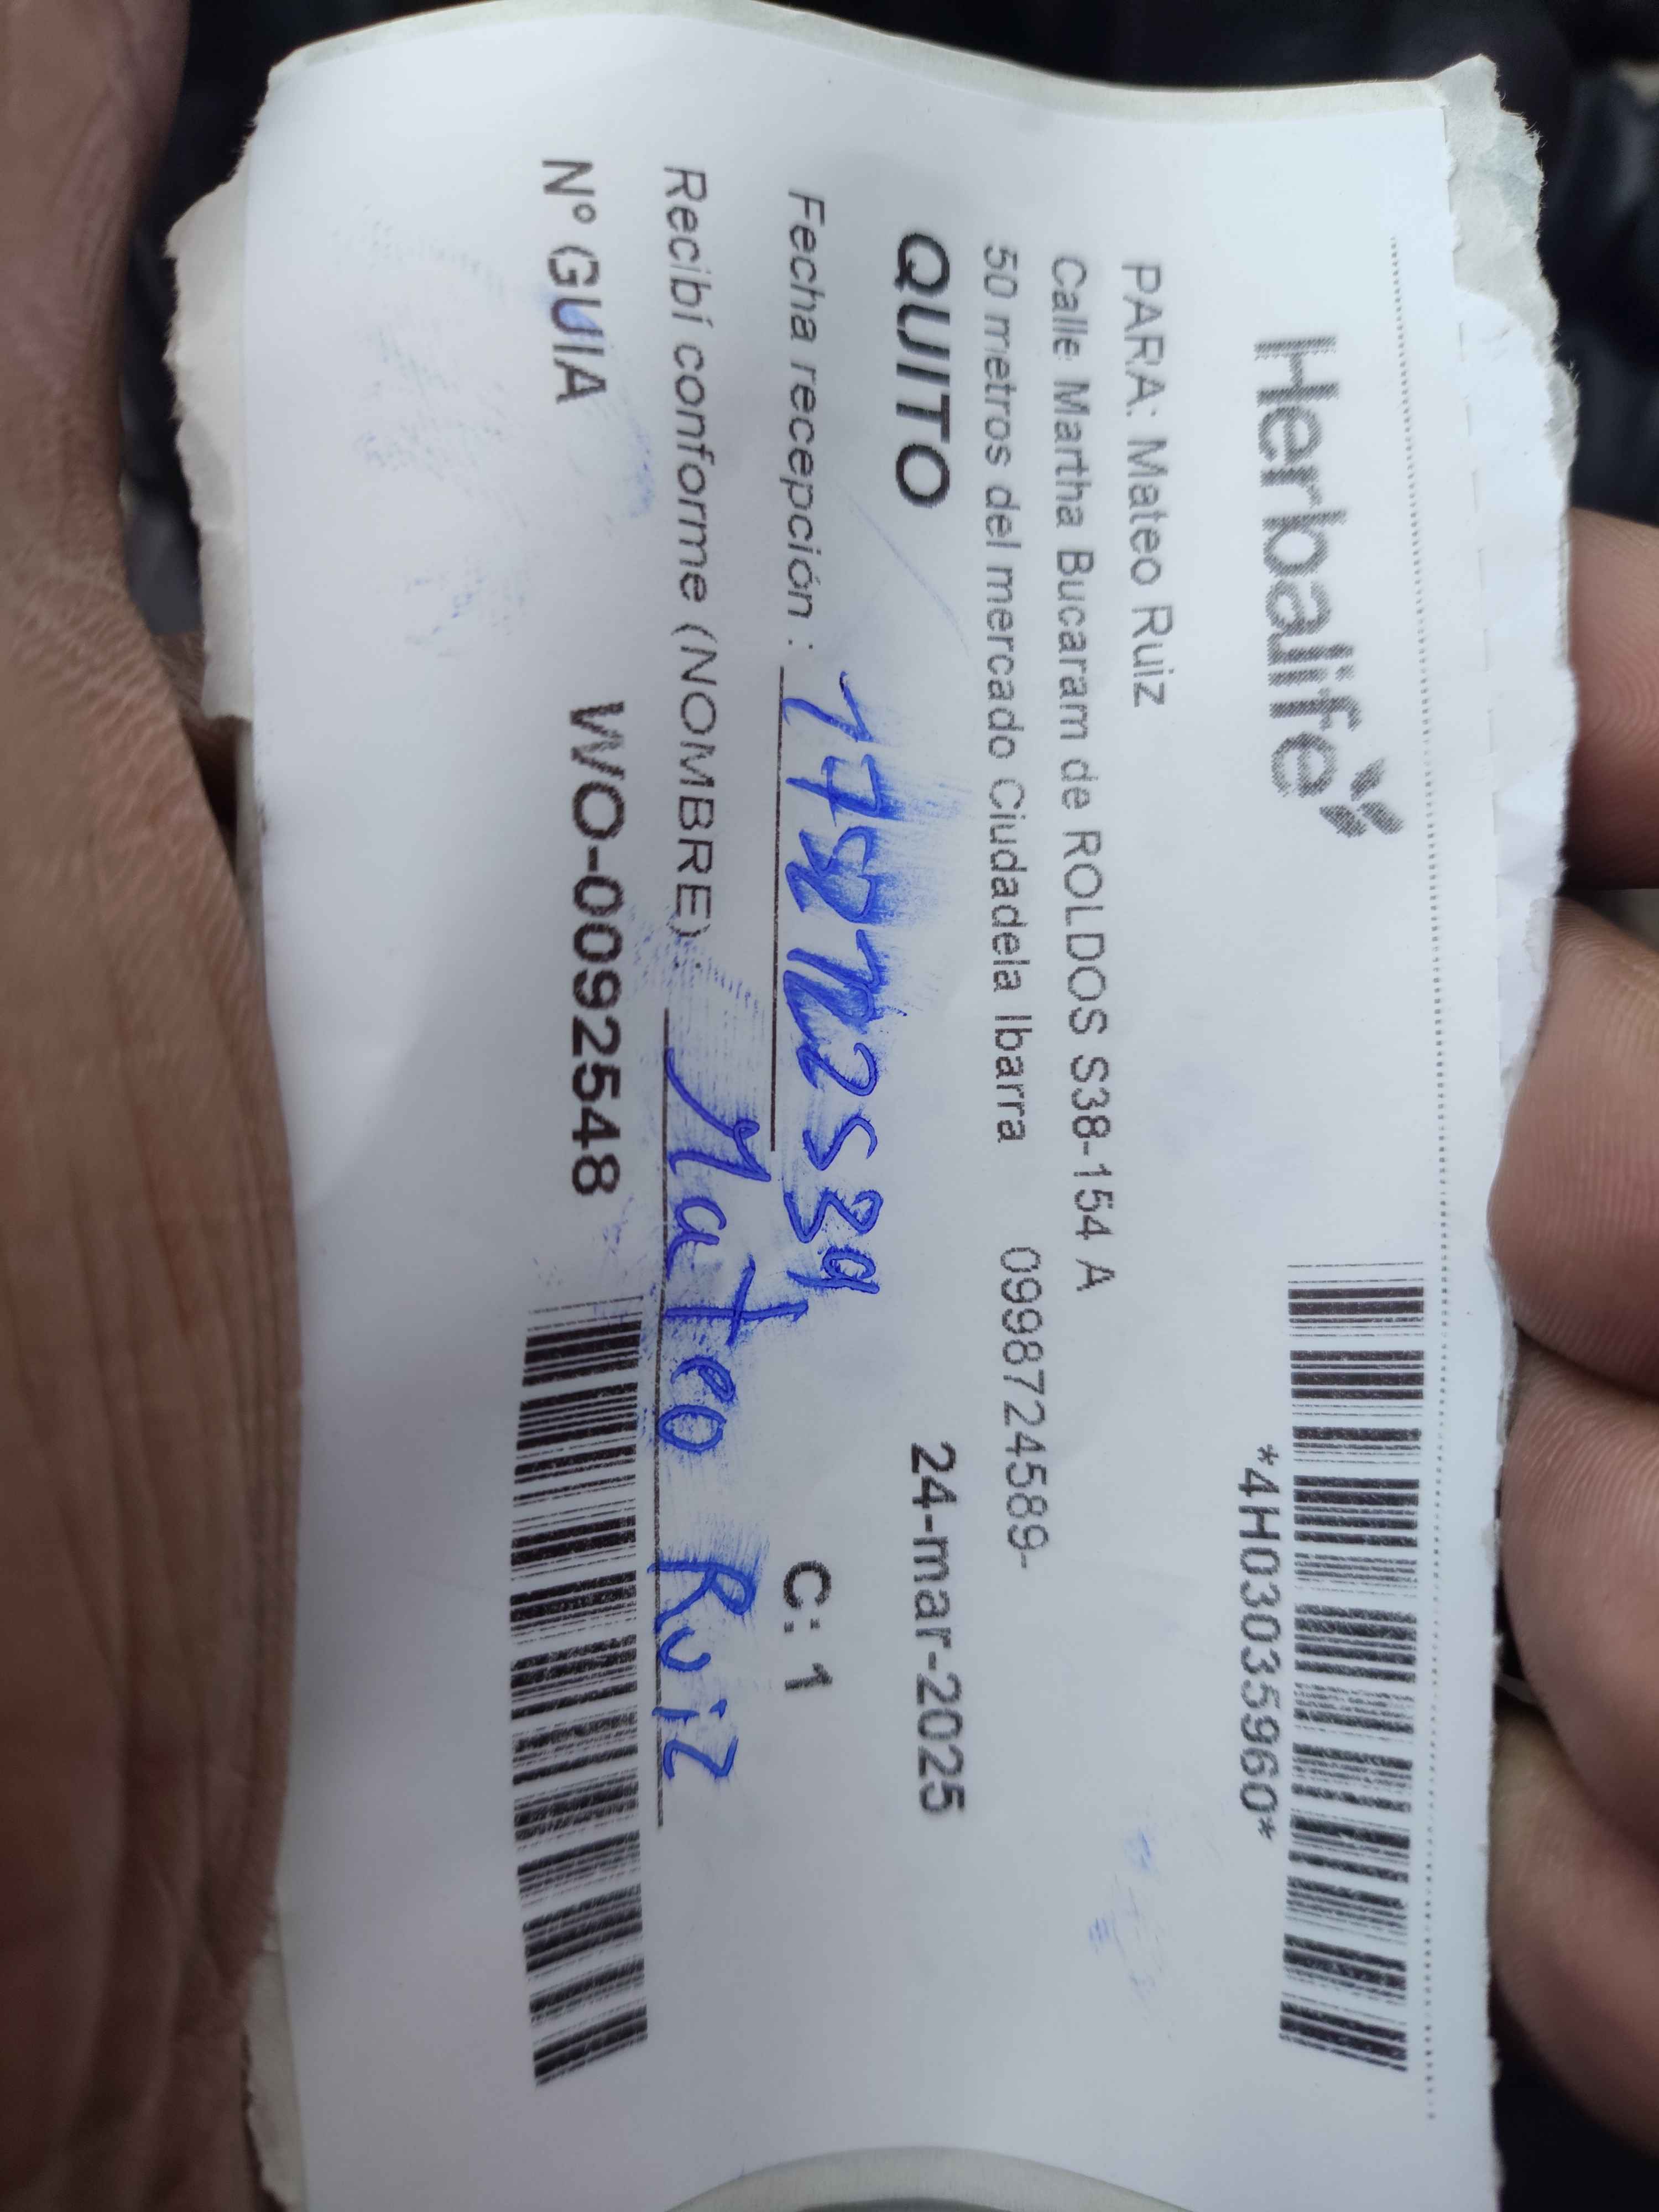 Herbalife
*4H03035960*
PARA: Mateo Ruiz
Calle Martha Bucaram de ROLDOS S38-154 A
50 metros del mercado Ciudadela Ibarra 0998724589-
QUITO 24-mar-2025
Fecha recepción : C: 1
Recibí conforme (NOMBRE) : Mateo Ruiz
N° GUIA WO-0092548